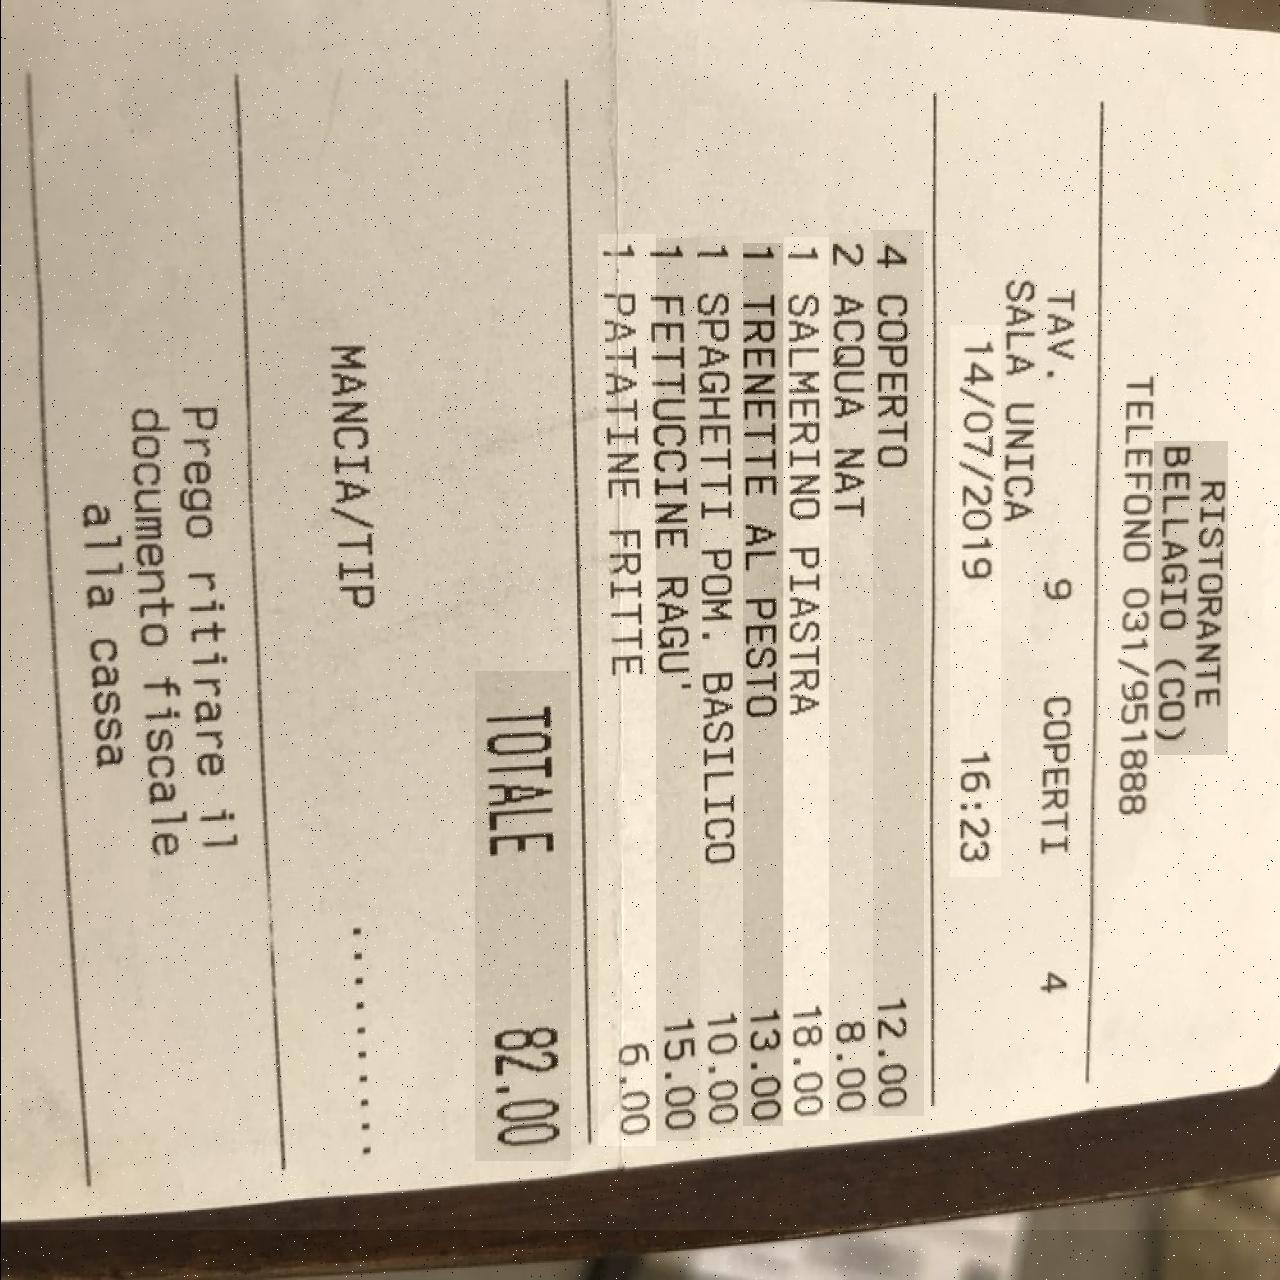 RISTORANTE
BELLAGIO (CO)
TELEFONO 031/951888
TAV. 9 COPERTI 4
SALA UNICA
14/07/2019 16:23
4 COPERTO 12.00
2 ACQUA NAT 8.00
1 SALMERINO PIASTRA 18.00
1 TRENETTE AL PESTO 13.00
1 SPAGHETTI POM. BASILICO 10.00
1 FETTUCCINE RAGU' 15.00
1 PATATINE FRITTE 6.00
TOTALE 82.00
MANCIA/TIP ..........
Prego ritirare il
documento fiscale
alla cassa